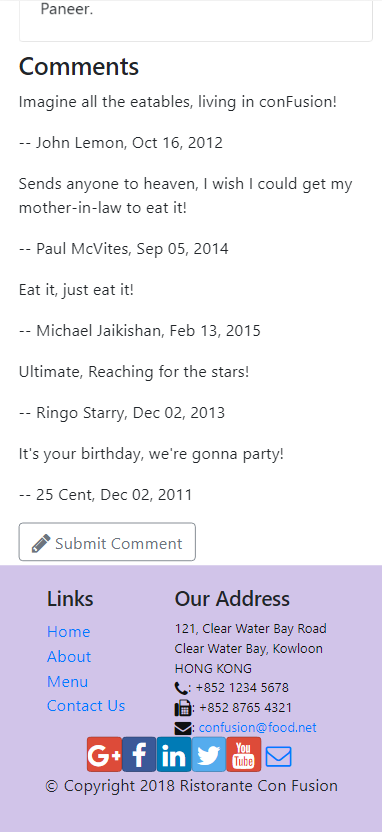 Paneer.
Comments
Imagine all the eatables, living in conFusion!
-- John Lemon, Oct 16, 2012
Sends anyone to heaven, I wish I could get my
mother-in-law to eat it!
-- Paul McVites, Sep 05, 2014
Eat it, just eat it!
-- Michael Jaikishan, Feb 13, 2015
Ultimate, Reaching for the stars!
-- Ringo Starry, Dec 02, 2013
It's your birthday, we're gonna party!
-- 25 Cent, Dec 02, 2011
Submit Comment
Links
Home
About
Menu
Contact Us
Our Address
121, Clear Water Bay Road
Clear Water Bay, Kowloon
HONG KONG
: +852 1234 5678
: +852 8765 4321
: confusion@food.net
G+ f in You Tube
© Copyright 2018 Ristorante Con Fusion